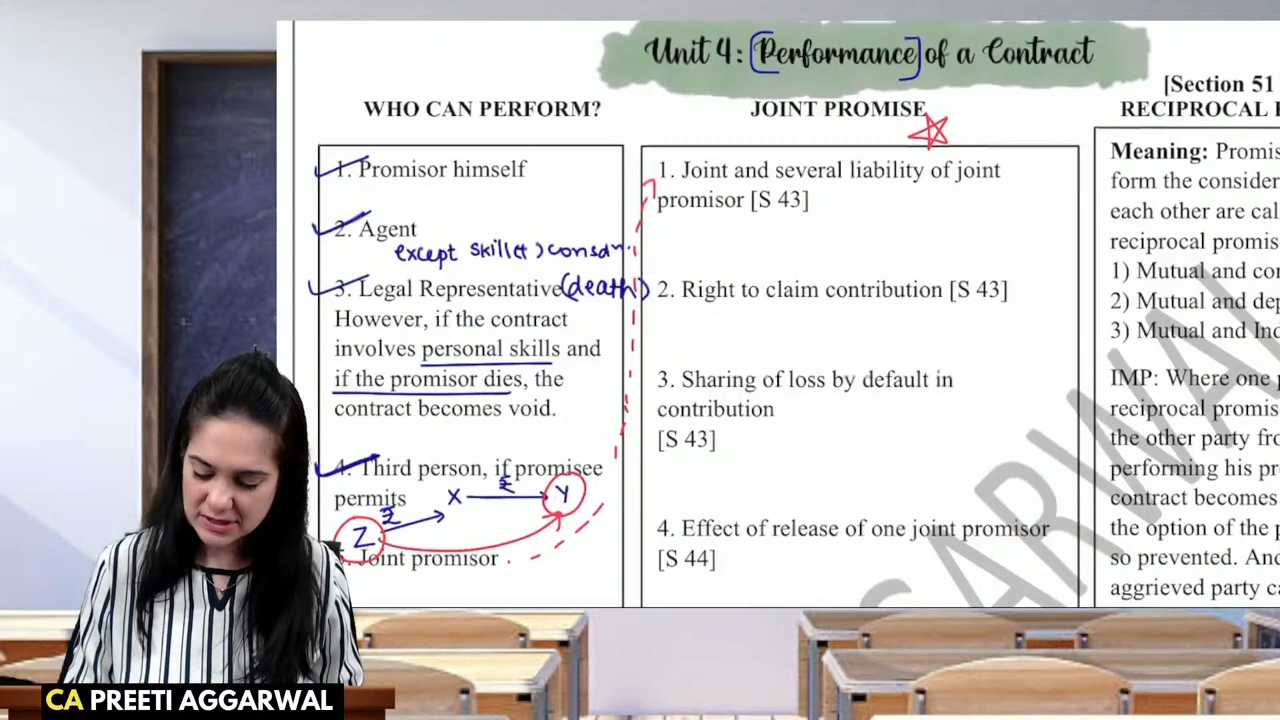 Unit 4: [Performance] of a Contract
[Section 51
WHO CAN PERFORM?
1. Promisor himself
2. Agent
except skill(t) consdn.
3. Legal Representative (death)
However, if the contract
involves personal skills and
if the promisor dies, the
contract becomes void.
4. Third person, if promisee
permits
X ₹ Y
Z ₹
Joint promisor
JOINT PROMISE
1. Joint and several liability of joint
promisor [S 43]
2. Right to claim contribution [S 43]
3. Sharing of loss by default in
contribution
[S 43]
4. Effect of release of one joint promisor
[S 44]
RECIPROCAL
Meaning: Promis
form the consider
each other are cal
reciprocal promis
1) Mutual and con
2) Mutual and dep
3) Mutual and Ind
IMP: Where one p
reciprocal promis
the other party fro
performing his pr
contract becomes
the option of the p
so prevented. And
aggrieved party ca
GARWAL
CA PREETI AGGARWAL